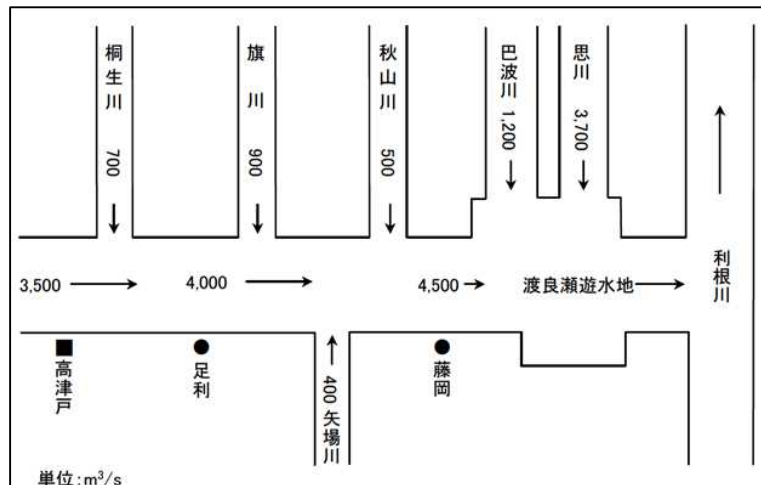 桐生川 700
旗川 900
秋山川 500
巴波川 1,200
思川 3,700
3,500
4,000
4,500
渡良瀬遊水地
利根川
高津戸
足利
400 矢場川
藤岡
単位:m³/s